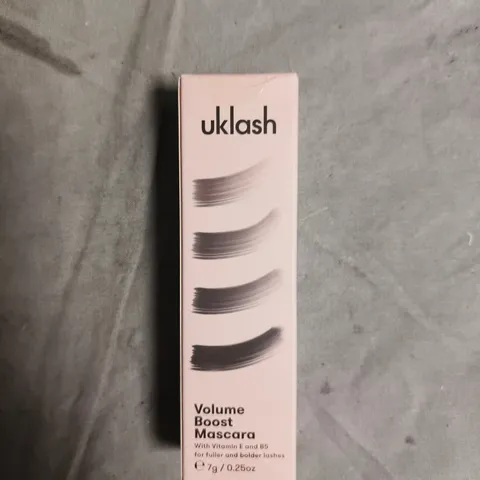 uklash
Volume
Boost
Mascara
With Vitamin E and B5
for fuller and bolder lashes
℮ 7g / 0.25oz